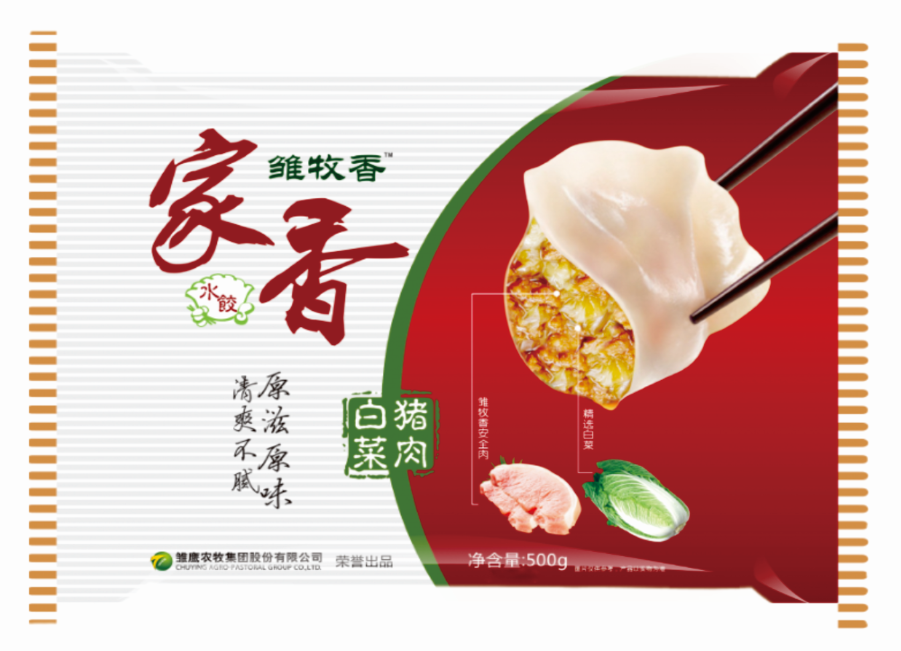 雏牧香™
家香
水餃
原滋原味
清爽不腻
猪肉
白菜
雏牧香安全肉
精选白菜
雏鹰农牧集团股份有限公司
CHUYING AGRO-PASTORAL GROUP CO.,LTD.
荣誉出品
净含量:500g